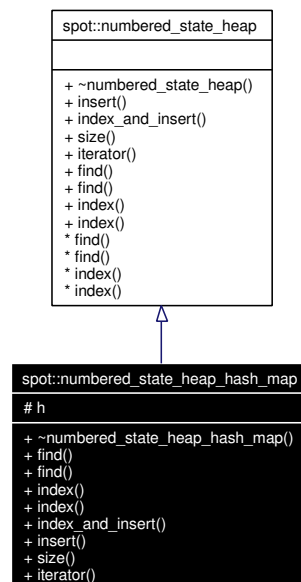 spot::numbered_state_heap
+ ~numbered_state_heap()
+ insert()
+ index_and_insert()
+ size()
+ iterator()
+ find()
+ find()
+ index()
+ index()
* find()
* find()
* index()
* index()
spot::numbered_state_heap_hash_map
# h
+ ~numbered_state_heap_hash_map()
+ find()
+ find()
+ index()
+ index()
+ index_and_insert()
+ insert()
+ size()
+ iterator()